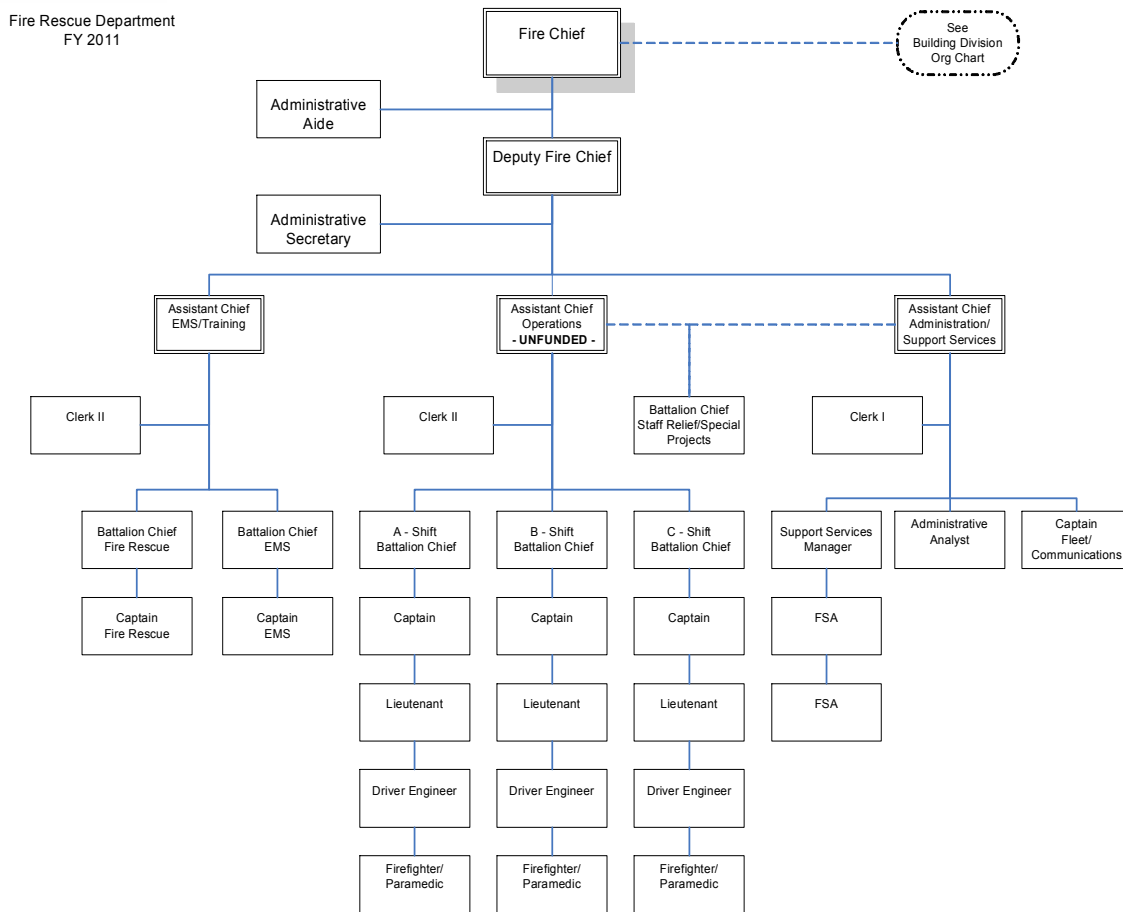 Fire Rescue Department
FY 2011
Fire Chief
See
Building Division
Org Chart
Administrative
Aide
Deputy Fire Chief
Administrative
Secretary
Assistant Chief
EMS/Training
Assistant Chief
Operations
- UNFUNDED -
Assistant Chief
Administration/
Support Services
Clerk II
Clerk II
Battalion Chief
Staff Relief/Special
Projects
Clerk I
Battalion Chief
Fire Rescue
Battalion Chief
EMS
A - Shift
Battalion Chief
B - Shift
Battalion Chief
C - Shift
Battalion Chief
Support Services
Manager
Administrative
Analyst
Captain
Fleet/
Communications
Captain
Fire Rescue
Captain
EMS
Captain
Captain
Captain
FSA
Lieutenant
Lieutenant
Lieutenant
FSA
Driver Engineer
Driver Engineer
Driver Engineer
Firefighter/
Paramedic
Firefighter/
Paramedic
Firefighter/
Paramedic